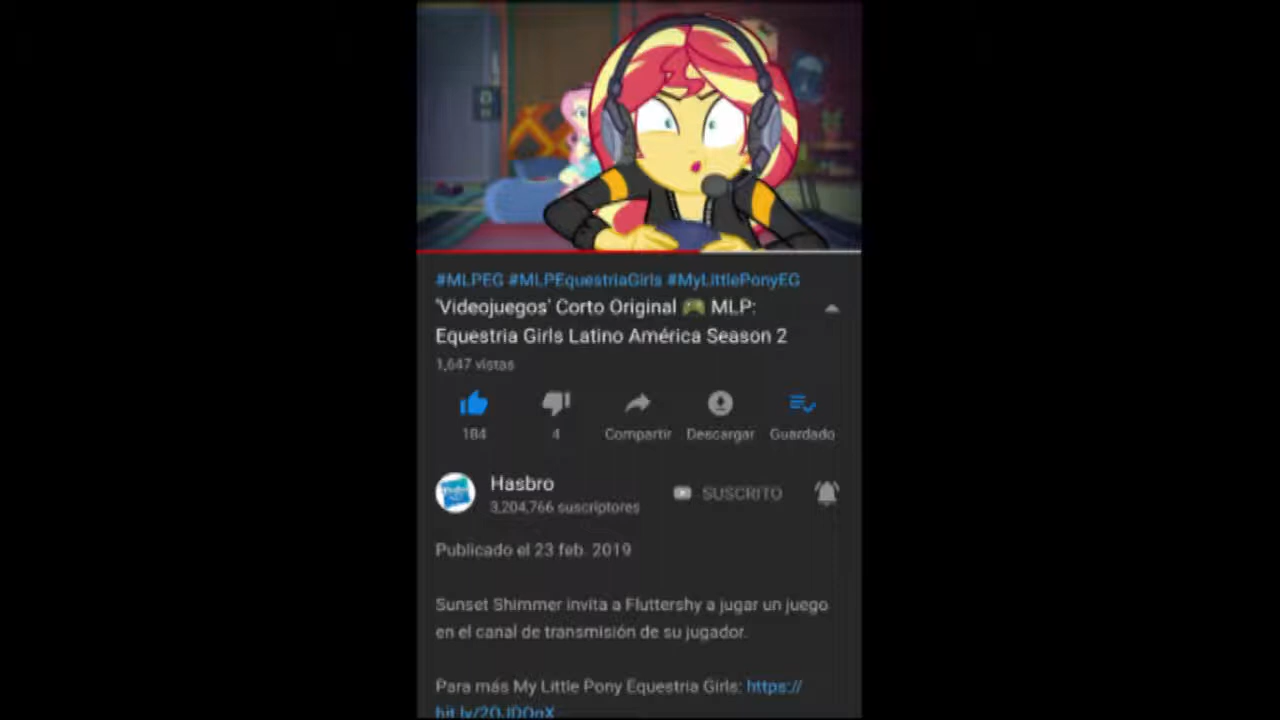 #MLPEG #MLPEquestriaGirls #MyLittlePonyEG
'Videojuegos' Corto Original 🎮 MLP:
Equestria Girls Latino América Season 2
1,647 vistas
184
4
Compartir
Descargar
Guardado
Hasbro
SUSCRITO
3,204,766 suscriptores
Publicado el 23 feb. 2019
Sunset Shimmer invita a Fluttershy a jugar un juego
en el canal de transmisión de su jugador.
Para más My Little Pony Equestria Girls: https://